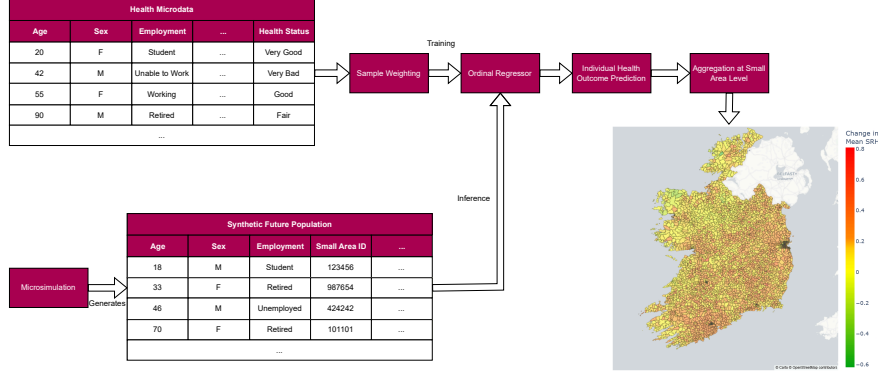 Health Microdata
Age Sex Employment ... Health Status
20 F Student ... Very Good
42 M Unable to Work ... Very Bad
55 F Working ... Good
90 M Retired ... Fair
...
Training
Sample Weighting
Ordinal Regressor
Individual Health
Outcome Prediction
Aggregation at Small
Area Level
Change in
Mean SRH
0.8
0.6
0.4
0.2
0
−0.2
−0.4
−0.6
Inference
Synthetic Future Population
Age Sex Employment Small Area ID ...
18 M Student 123456 ...
33 F Retired 987654 ...
46 M Unemployed 424242 ...
70 F Retired 101101 ...
...
Microsimulation
Generates
© Carto © OpenStreetMap contributors